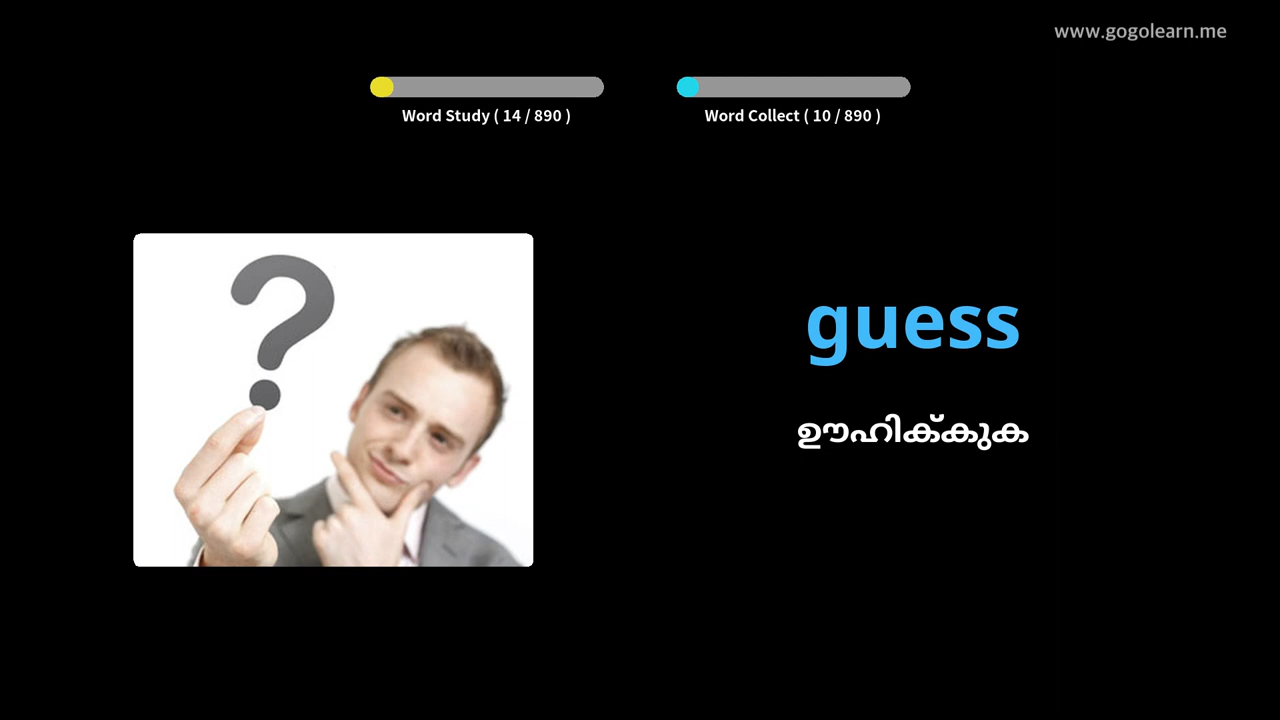 www.gogolearn.me
Word Study ( 14 / 890 )
Word Collect ( 10 / 890 )
?
guess
ഊഹിക്കുക